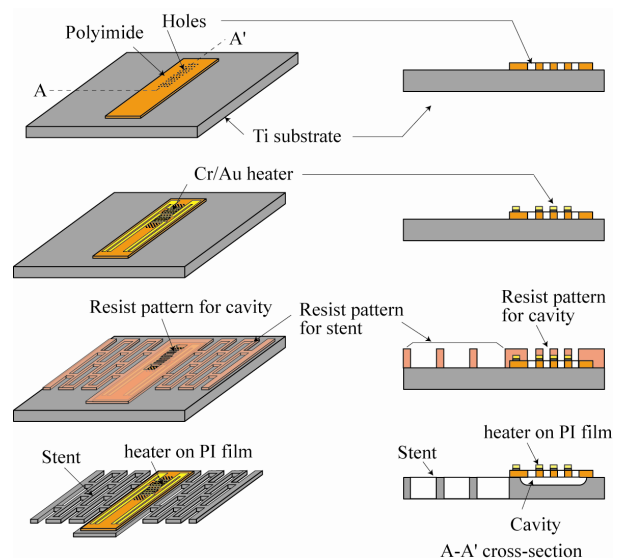 Holes
Polyimide
A'
A
Ti substrate
Cr/Au heater
Resist pattern for cavity
Resist pattern
for stent
Resist pattern
for cavity
Stent
heater on PI film
heater on PI film
Stent
Cavity
A-A' cross-section